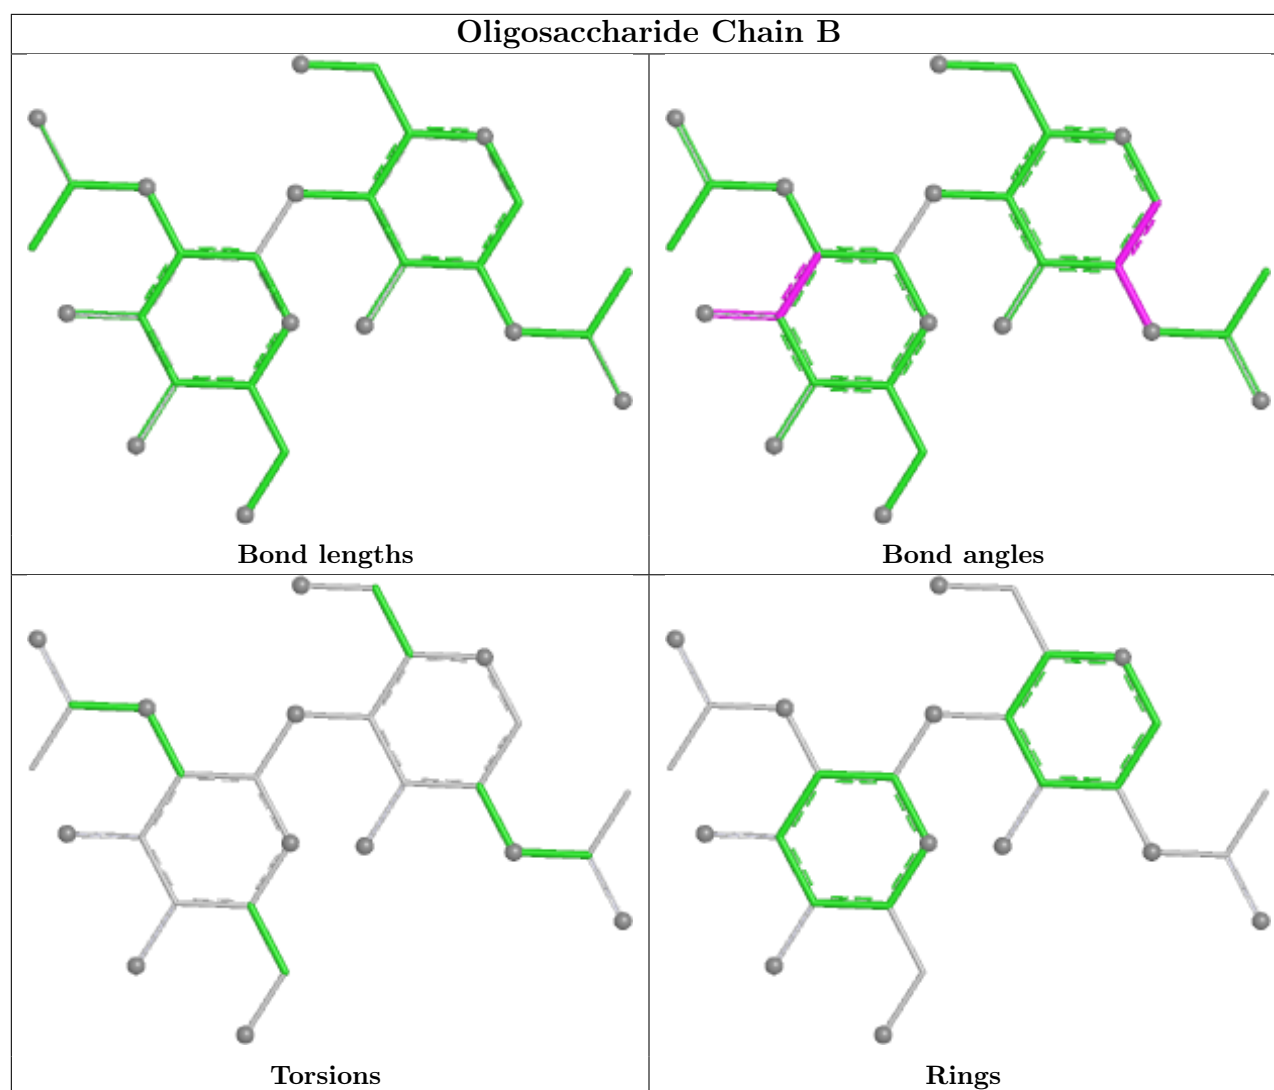 Oligosaccharide Chain B
Bond lengths
Bond angles
Torsions
Rings